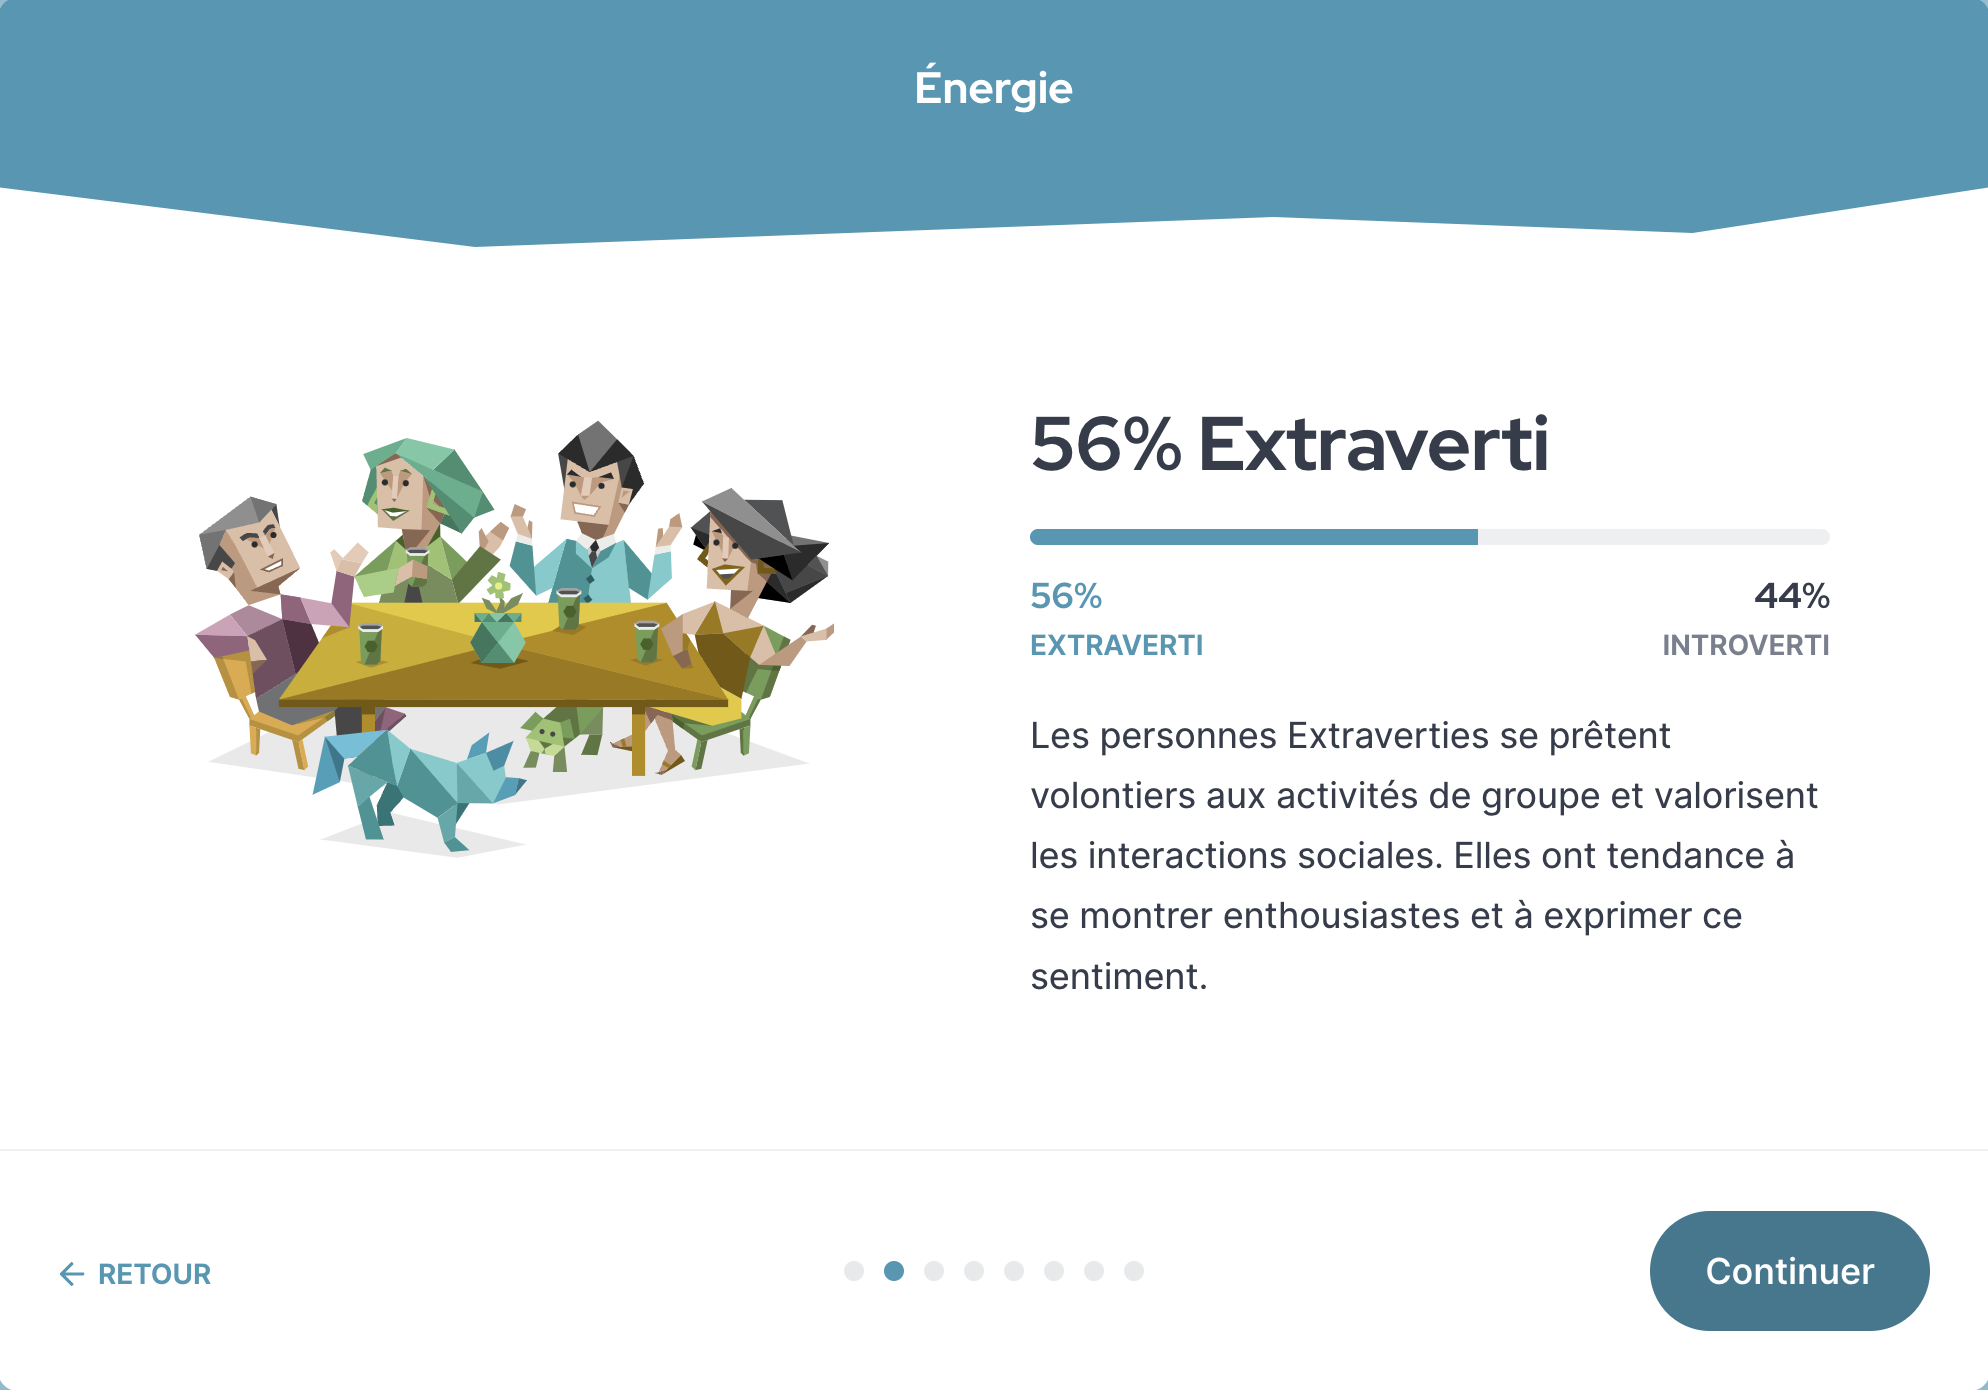 Énergie
56% Extraverti
56%
44%
EXTRAVERTI
INTROVERTI
Les personnes Extraverties se prêtent
volontiers aux activités de groupe et valorisent
les interactions sociales. Elles ont tendance à
se montrer enthousiastes et à exprimer ce
sentiment.
← RETOUR
Continuer